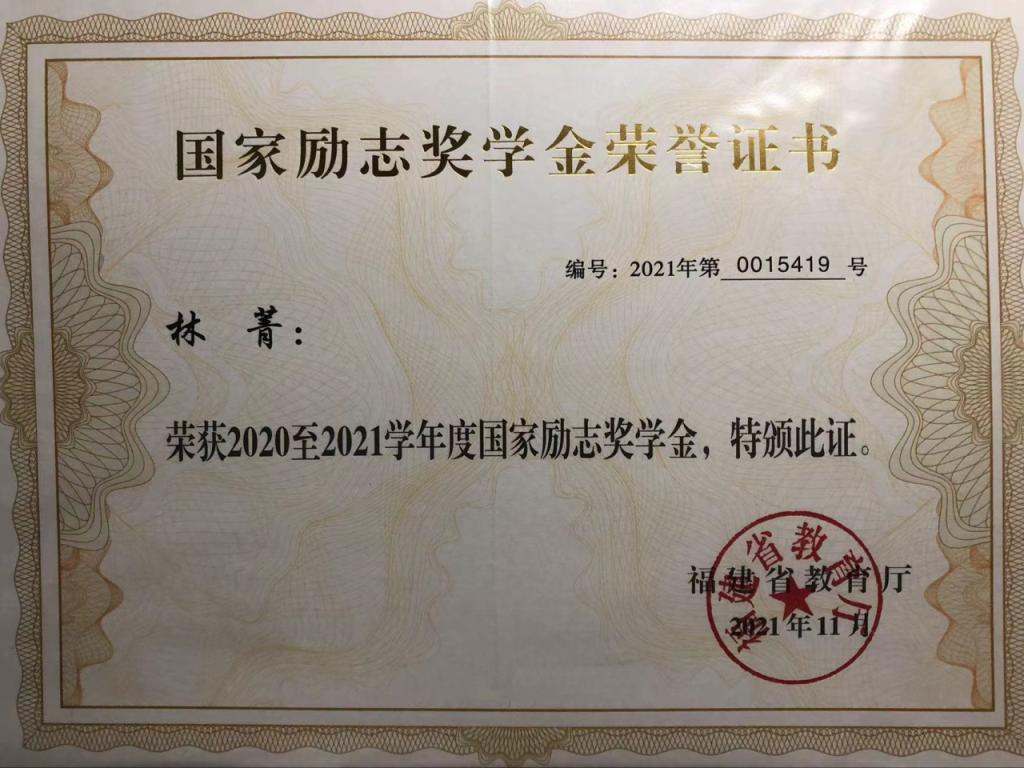 国家励志奖学金荣誉证书
编号：2021年第 0015419 号
林 菁：
荣获2020至2021学年度国家励志奖学金，特颁此证。
福建省教育厅
2021年11月
福建省教育厅